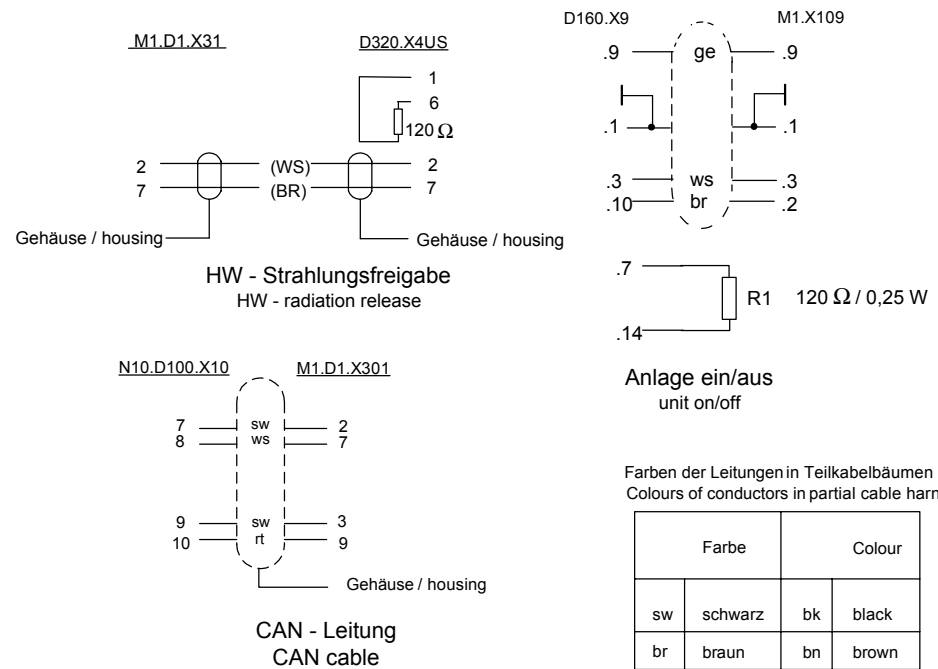 M1.D1.X31 D320.X4US
1
6
120 Ω
2 (WS) 2
7 (BR) 7
Gehäuse / housing Gehäuse / housing
HW - Strahlungsfreigabe
HW - radiation release
D160.X9 M1.X109
.9 ge .9
.1 .1
.3 ws .3
.10 br .2
.7
R1 120 Ω / 0,25 W
.14
Anlage ein/aus
unit on/off
N10.D100.X10 M1.D1.X301
7 sw 2
8 ws 7
9 sw 3
10 rt 9
Gehäuse / housing
CAN - Leitung
CAN cable
Farben der Leitungen in Teilkabelbäumen
Colours of conductors in partial cable harn
Farbe Colour
sw schwarz bk black
br braun bn brown